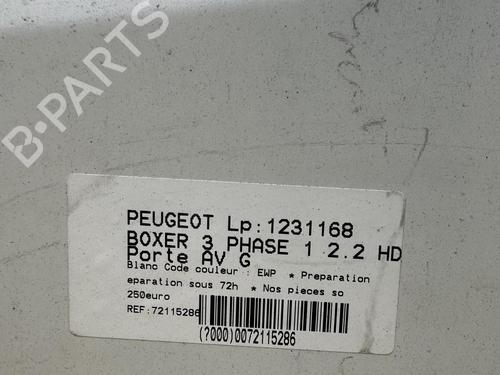 B-PARTS
PEUGEOT Lp:1231168
BOXER 3 PHASE 1 2.2 HD
Porte AV G
Blanc Code couleur : EWP * Preparation
eparation sous 72h * Nos pieces so
250euro
REF:72115286
(?000)0072115286